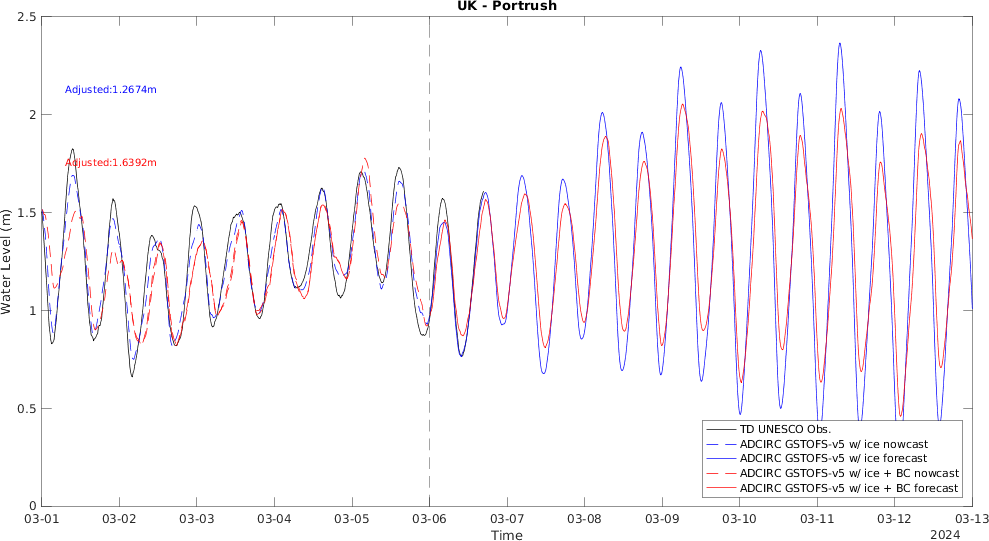 UK - Portrush
2.5
2
1.5
1
0.5
0
Water Level (m)
Adjusted:1.2674m
Adjusted:1.6392m
TD UNESCO Obs.
ADCIRC GSTOFS-v5 w/ ice nowcast
ADCIRC GSTOFS-v5 w/ ice forecast
ADCIRC GSTOFS-v5 w/ ice + BC nowcast
ADCIRC GSTOFS-v5 w/ ice + BC forecast
03-01 03-02 03-03 03-04 03-05 03-06 03-07 03-08 03-09 03-10 03-11 03-12 03-13
Time
2024